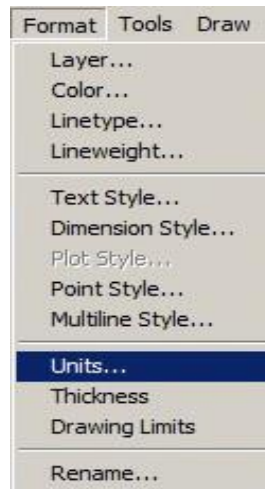 Format Tools Draw
Layer...
Color...
Linetype...
Lineweight...
Text Style...
Dimension Style...
Plot Style...
Point Style...
Multiline Style...
Units...
Thickness
Drawing Limits
Rename...